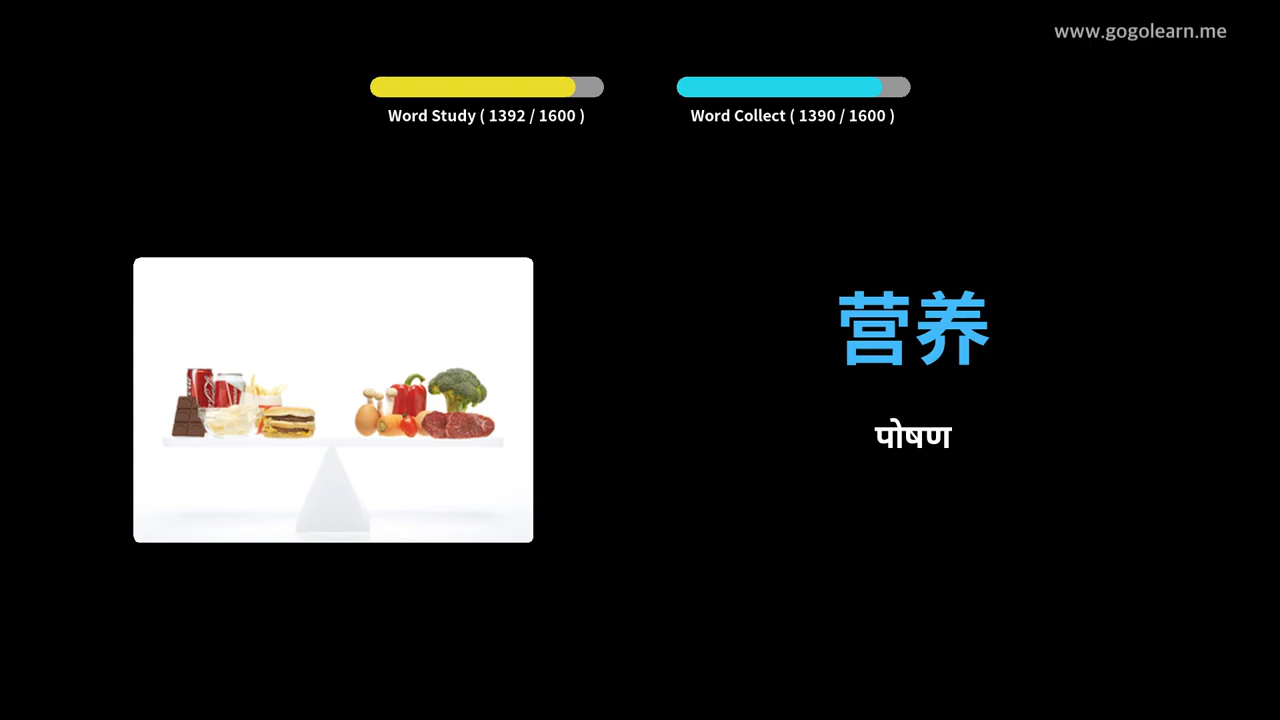 www.gogolearn.me
Word Study ( 1392 / 1600 )
Word Collect ( 1390 / 1600 )
营养
पोषण